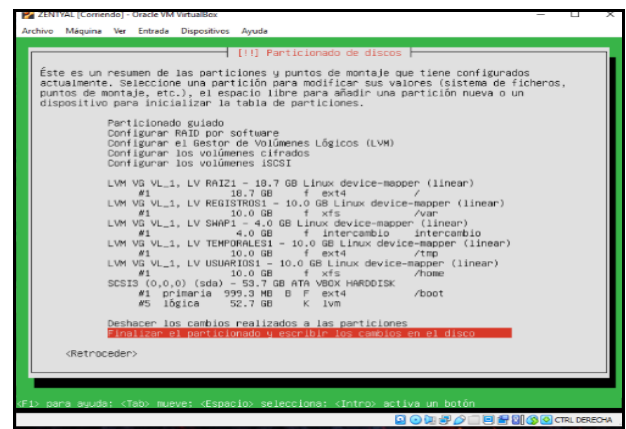 ZENTYAL [Corriendo] - Oracle VM VirtualBox
Archivo Máquina Ver Entrada Dispositivos Ayuda
[!!] Particionado de discos
Éste es un resumen de las particiones y puntos de montaje que tiene configurados
actualmente. Seleccione una partición para modificar sus valores (sistema de ficheros,
puntos de montaje, etc.), el espacio libre para añadir una partición nueva o un
dispositivo para inicializar la tabla de particiones.
Particionado guiado
Configurar RAID por software
Configurar el Gestor de Volúmenes Lógicos (LVM)
Configurar los volúmenes cifrados
Configurar los volúmenes iSCSI
LVM VG VL_1, LV RAIZ1 - 18.7 GB Linux device-mapper (linear)
#1 18.7 GB f ext4 /
LVM VG VL_1, LV REGISTROS1 - 10.0 GB Linux device-mapper (linear)
#1 10.0 GB f xfs /var
LVM VG VL_1, LV SWAP1 - 4.0 GB Linux device-mapper (linear)
#1 4.0 GB f intercambio intercambio
LVM VG VL_1, LV TEMPORALES1 - 10.0 GB Linux device-mapper (linear)
#1 10.0 GB f ext4 /tmp
LVM VG VL_1, LV USUARIOS1 - 10.0 GB Linux device-mapper (linear)
#1 10.0 GB f xfs /home
SCSI3 (0,0,0) (sda) - 53.7 GB ATA VBOX HARDDISK
#1 primaria 999.3 MB B F ext4 /boot
#5 lógica 52.7 GB K lvm
Deshacer los cambios realizados a las particiones
Finalizar el particionado y escribir los cambios en el disco
<Retroceder>
<F1> para ayuda; <Tab> mueve; <Espacio> selecciona; <Intro> activa un botón
CTRL DERECHA